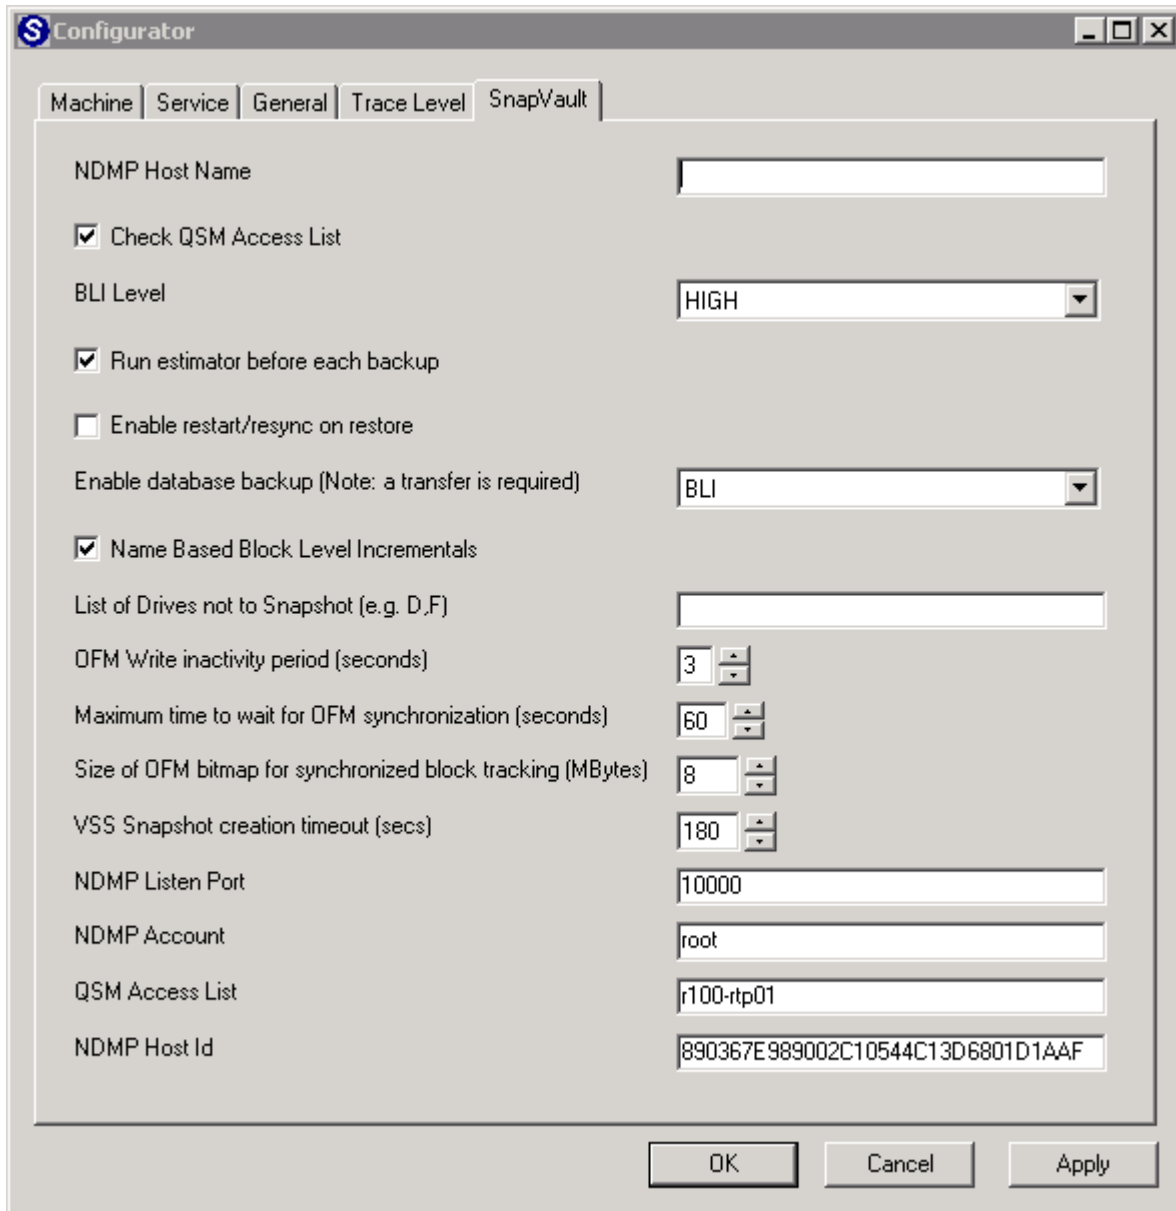 S Configurator
Machine Service General Trace Level SnapVault
NDMP Host Name
Check QSM Access List
BLI Level HIGH
Run estimator before each backup
Enable restart/resync on restore
Enable database backup (Note: a transfer is required) BLI
Name Based Block Level Incrementals
List of Drives not to Snapshot (e.g. D,F)
OFM Write inactivity period (seconds) 3
Maximum time to wait for OFM synchronization (seconds) 60
Size of OFM bitmap for synchronized block tracking (MBytes) 8
VSS Snapshot creation timeout (secs) 180
NDMP Listen Port 10000
NDMP Account root
QSM Access List r100-rtp01
NDMP Host Id 890367E989002C10544C13D6801D1AAF
OK Cancel Apply